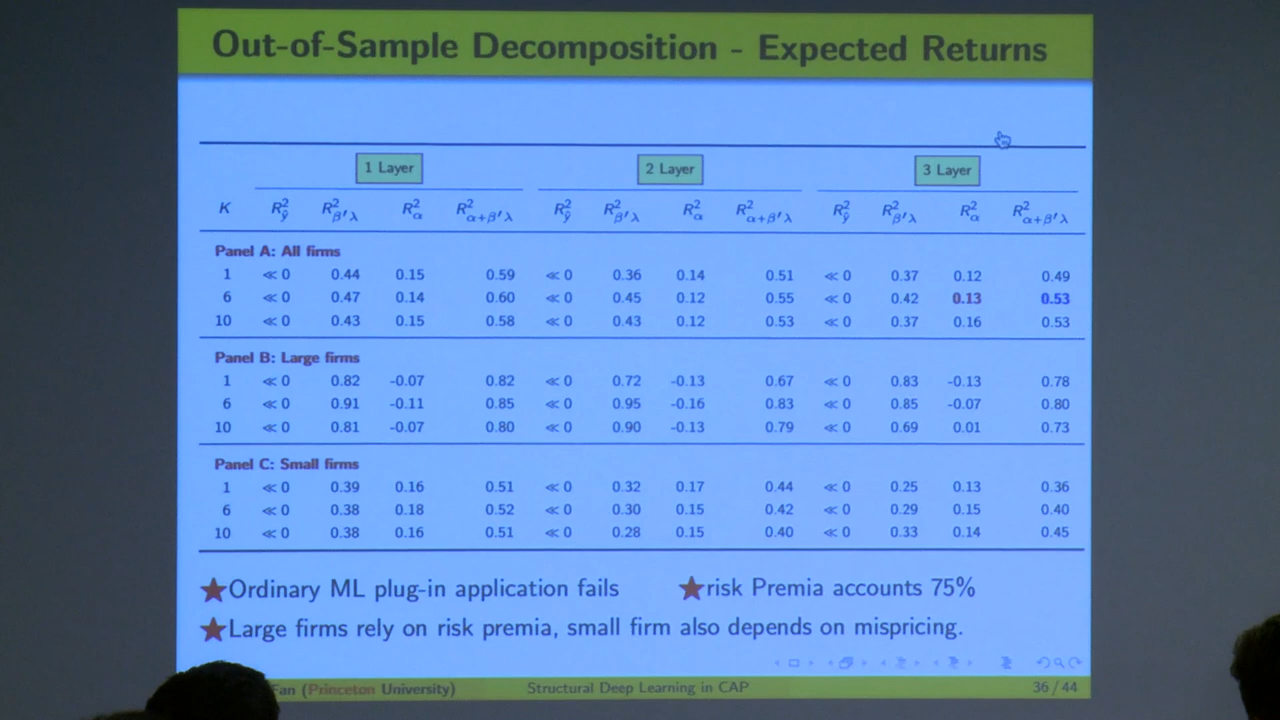 Out-of-Sample Decomposition - Expected Returns
1 Layer 2 Layer 3 Layer
K R²_ŷ R²_β′λ R²_α R²_α+β′λ R²_ŷ R²_β′λ R²_α R²_α+β′λ R²_ŷ R²_β′λ R²_α R²_α+β′λ
Panel A: All firms
1 ≪0 0.44 0.15 0.59 ≪0 0.36 0.14 0.51 ≪0 0.37 0.12 0.49
6 ≪0 0.47 0.14 0.60 ≪0 0.45 0.12 0.55 ≪0 0.42 0.13 0.53
10 ≪0 0.43 0.15 0.58 ≪0 0.43 0.12 0.53 ≪0 0.37 0.16 0.53
Panel B: Large firms
1 ≪0 0.82 -0.07 0.82 ≪0 0.72 -0.13 0.67 ≪0 0.83 -0.13 0.78
6 ≪0 0.91 -0.11 0.85 ≪0 0.95 -0.16 0.83 ≪0 0.85 -0.07 0.80
10 ≪0 0.81 -0.07 0.80 ≪0 0.90 -0.13 0.79 ≪0 0.69 0.01 0.73
Panel C: Small firms
1 ≪0 0.39 0.16 0.51 ≪0 0.32 0.17 0.44 ≪0 0.25 0.13 0.36
6 ≪0 0.38 0.18 0.52 ≪0 0.30 0.15 0.42 ≪0 0.29 0.15 0.40
10 ≪0 0.38 0.16 0.51 ≪0 0.28 0.15 0.40 ≪0 0.33 0.14 0.45
★Ordinary ML plug-in application fails ★risk Premia accounts 75%
★Large firms rely on risk premia, small firm also depends on mispricing.
Fan (Princeton University) Structural Deep Learning in CAP 36 / 44